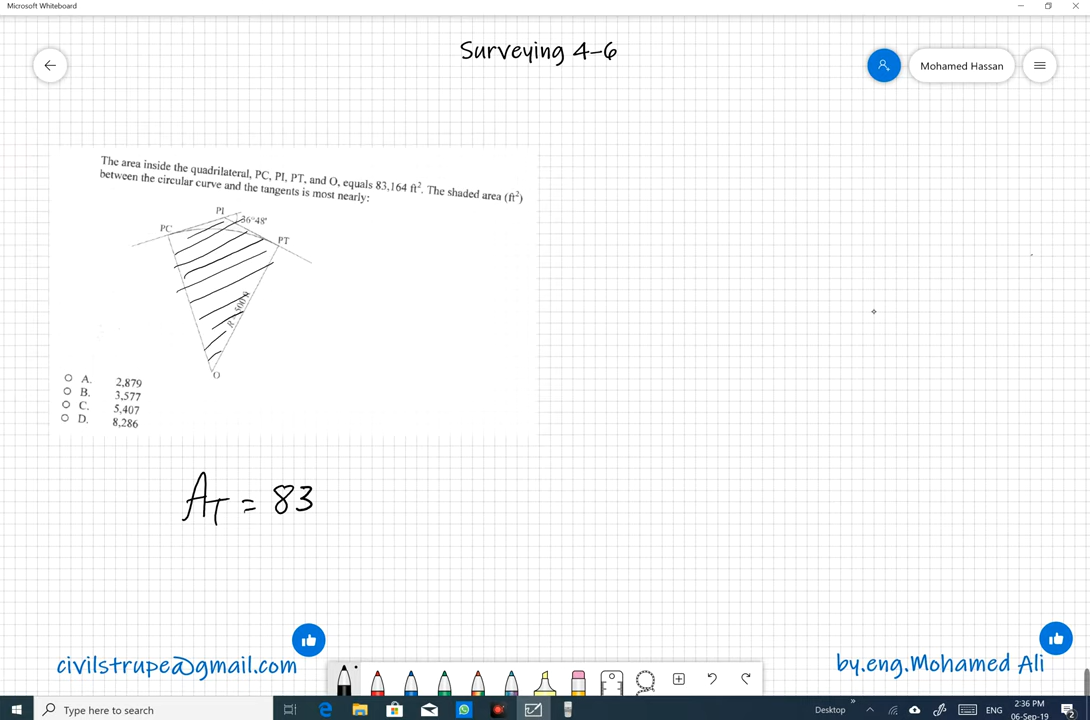 Microsoft Whiteboard
Surveying 4-6
Mohamed Hassan
The area inside the quadrilateral, PC, PI, PT, and O, equals 83,164 ft². The shaded area (ft²)
between the circular curve and the tangents is most nearly:
PI
36°48'
PC
PT
R = 500 ft
O
A. 2,879
B. 3,577
C. 5,407
D. 8,286
A_T = 83
civilstrupe@gmail.com
by.eng.Mohamed Ali
Type here to search
Desktop
ENG
2:36 PM
06-Sep-19
2